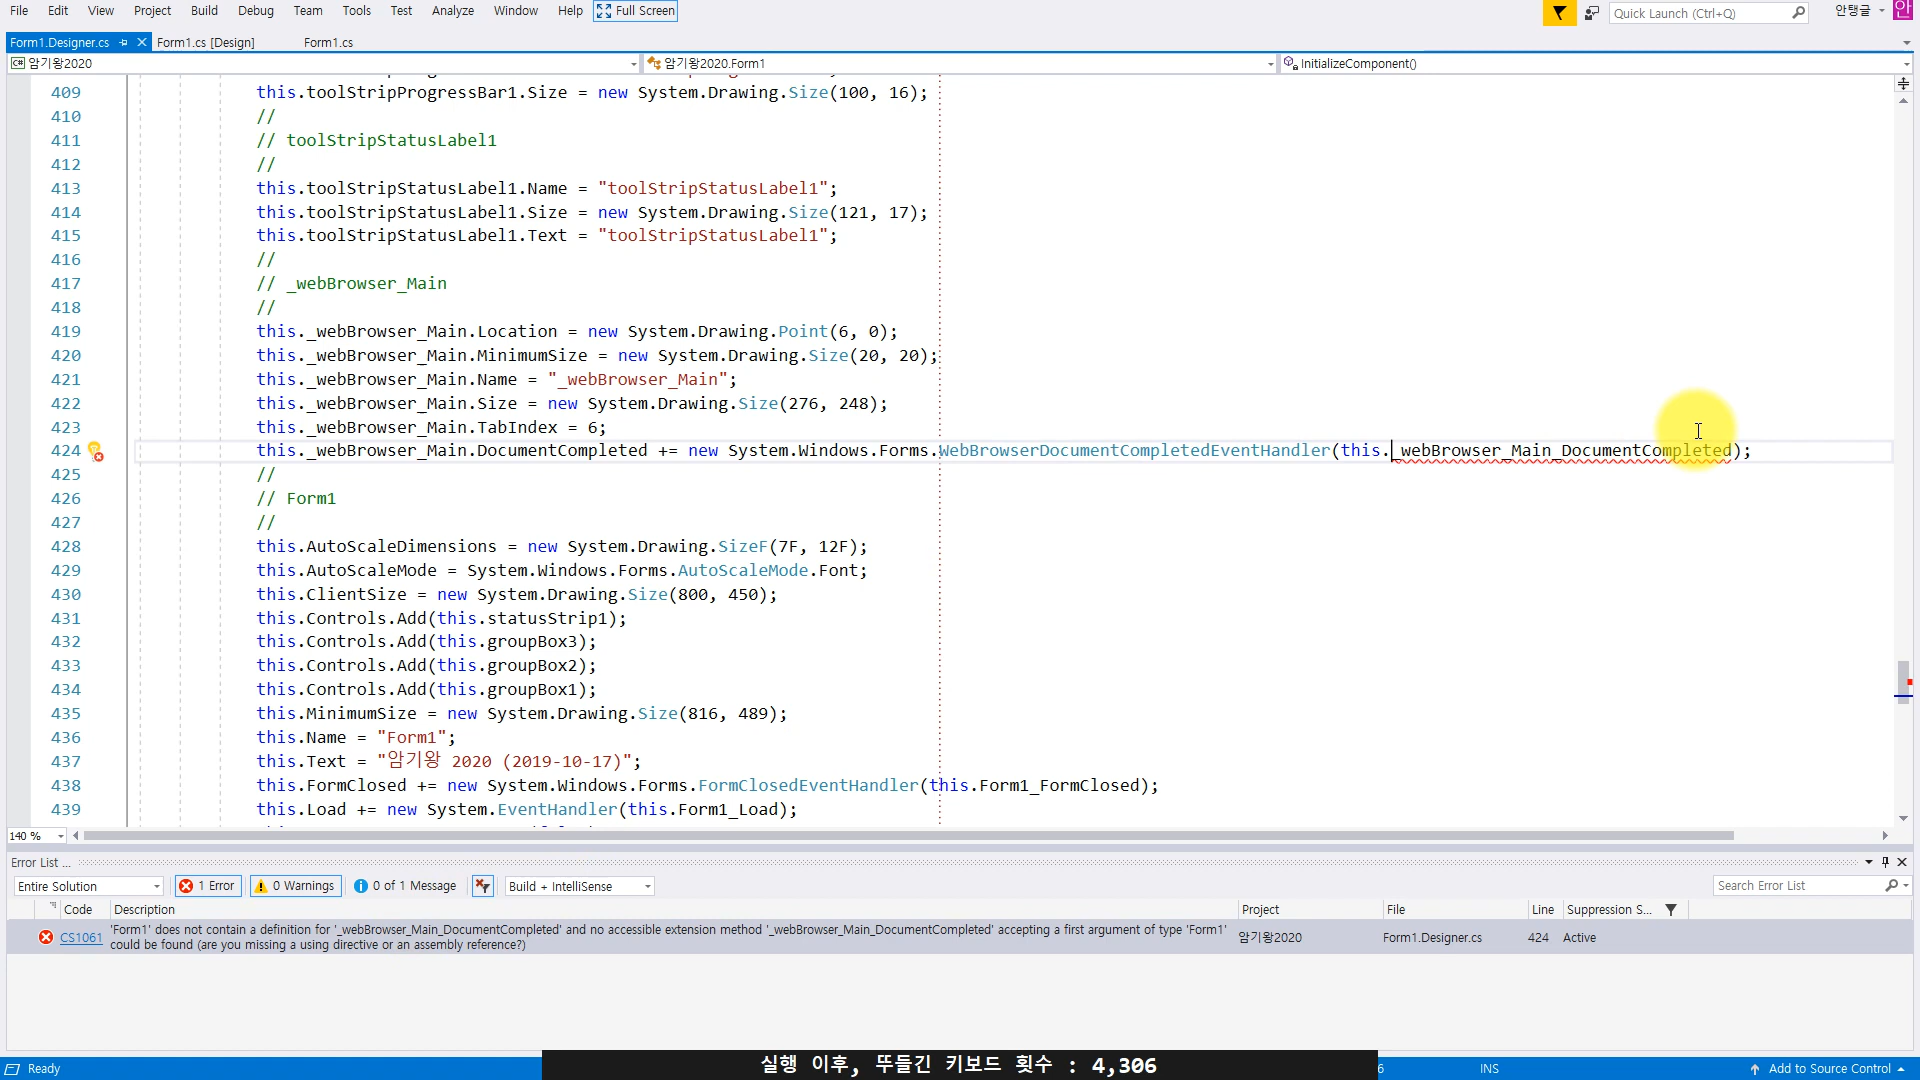 File Edit View Project Build Debug Team Tools Test Analyze Window Help Full Screen Quick Launch (Ctrl+Q) 안탱글 안
Form1.Designer.cs Form1.cs [Design] Form1.cs
C# 암기왕2020 암기왕2020.Form1 InitializeComponent()
409 this.toolStripProgressBar1.Size = new System.Drawing.Size(100, 16);
410 //
411 // toolStripStatusLabel1
412 //
413 this.toolStripStatusLabel1.Name = "toolStripStatusLabel1";
414 this.toolStripStatusLabel1.Size = new System.Drawing.Size(121, 17);
415 this.toolStripStatusLabel1.Text = "toolStripStatusLabel1";
416 //
417 // _webBrowser_Main
418 //
419 this._webBrowser_Main.Location = new System.Drawing.Point(6, 0);
420 this._webBrowser_Main.MinimumSize = new System.Drawing.Size(20, 20);
421 this._webBrowser_Main.Name = "_webBrowser_Main";
422 this._webBrowser_Main.Size = new System.Drawing.Size(276, 248);
423 this._webBrowser_Main.TabIndex = 6;
424 this._webBrowser_Main.DocumentCompleted += new System.Windows.Forms.WebBrowserDocumentCompletedEventHandler(this._webBrowser_Main_DocumentCompleted);
425 //
426 // Form1
427 //
428 this.AutoScaleDimensions = new System.Drawing.SizeF(7F, 12F);
429 this.AutoScaleMode = System.Windows.Forms.AutoScaleMode.Font;
430 this.ClientSize = new System.Drawing.Size(800, 450);
431 this.Controls.Add(this.statusStrip1);
432 this.Controls.Add(this.groupBox3);
433 this.Controls.Add(this.groupBox2);
434 this.Controls.Add(this.groupBox1);
435 this.MinimumSize = new System.Drawing.Size(816, 489);
436 this.Name = "Form1";
437 this.Text = "암기왕 2020 (2019-10-17)";
438 this.FormClosed += new System.Windows.Forms.FormClosedEventHandler(this.Form1_FormClosed);
439 this.Load += new System.EventHandler(this.Form1_Load);
140 %
Error List ...
Entire Solution 1 Error 0 Warnings 0 of 1 Message Build + IntelliSense Search Error List
Code Description Project File Line Suppression S...
CS1061 'Form1' does not contain a definition for '_webBrowser_Main_DocumentCompleted' and no accessible extension method '_webBrowser_Main_DocumentCompleted' accepting a first argument of type 'Form1' 암기왕2020 Form1.Designer.cs 424 Active
could be found (are you missing a using directive or an assembly reference?)
Ready 실행 이후, 뚜들긴 키보드 횟수 : 4,306 6 INS Add to Source Control